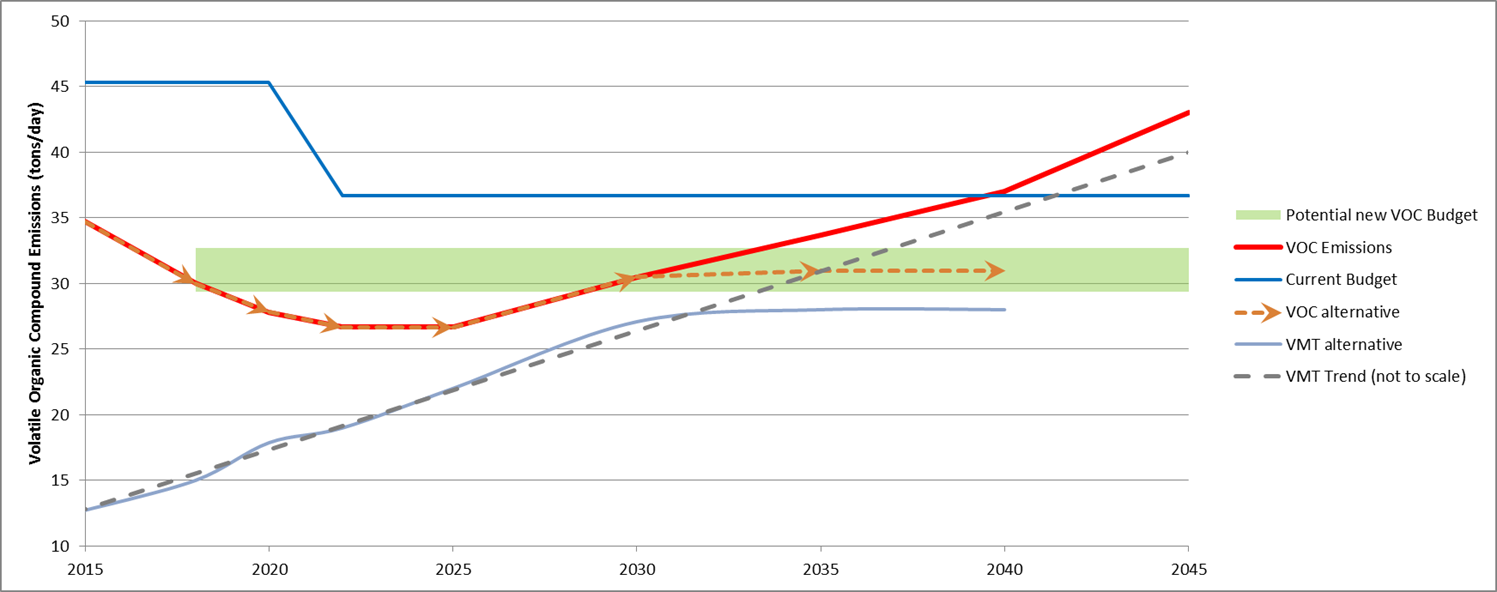 Volatile Organic Compound Emissions (tons/day)
50
45
40
35
30
25
20
15
10
2015
2020
2025
2030
2035
2040
2045
Potential new VOC Budget
VOC Emissions
Current Budget
VOC alternative
VMT alternative
VMT Trend (not to scale)